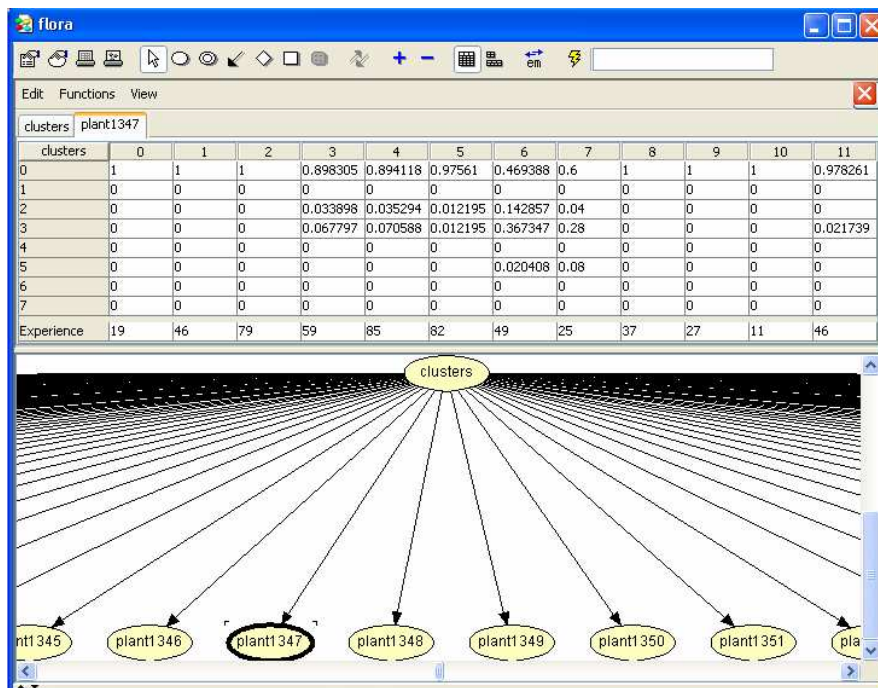 flora
em
Edit Functions View
clusters plant1347
clusters 0 1 2 3 4 5 6 7 8 9 10 11
0 1 1 1 0.898305 0.894118 0.97561 0.469388 0.6 1 1 1 0.978261
1 0 0 0 0 0 0 0 0 0 0 0 0
2 0 0 0 0.033898 0.035294 0.012195 0.142857 0.04 0 0 0 0
3 0 0 0 0.067797 0.070588 0.012195 0.367347 0.28 0 0 0 0.021739
4 0 0 0 0 0 0 0 0 0 0 0 0
5 0 0 0 0 0 0 0.020408 0.08 0 0 0 0
6 0 0 0 0 0 0 0 0 0 0 0 0
7 0 0 0 0 0 0 0 0 0 0 0 0
Experience 19 46 79 59 85 82 49 25 37 27 11 46
clusters
nt1345 plant1346 plant1347 plant1348 plant1349 plant1350 plant1351 pla